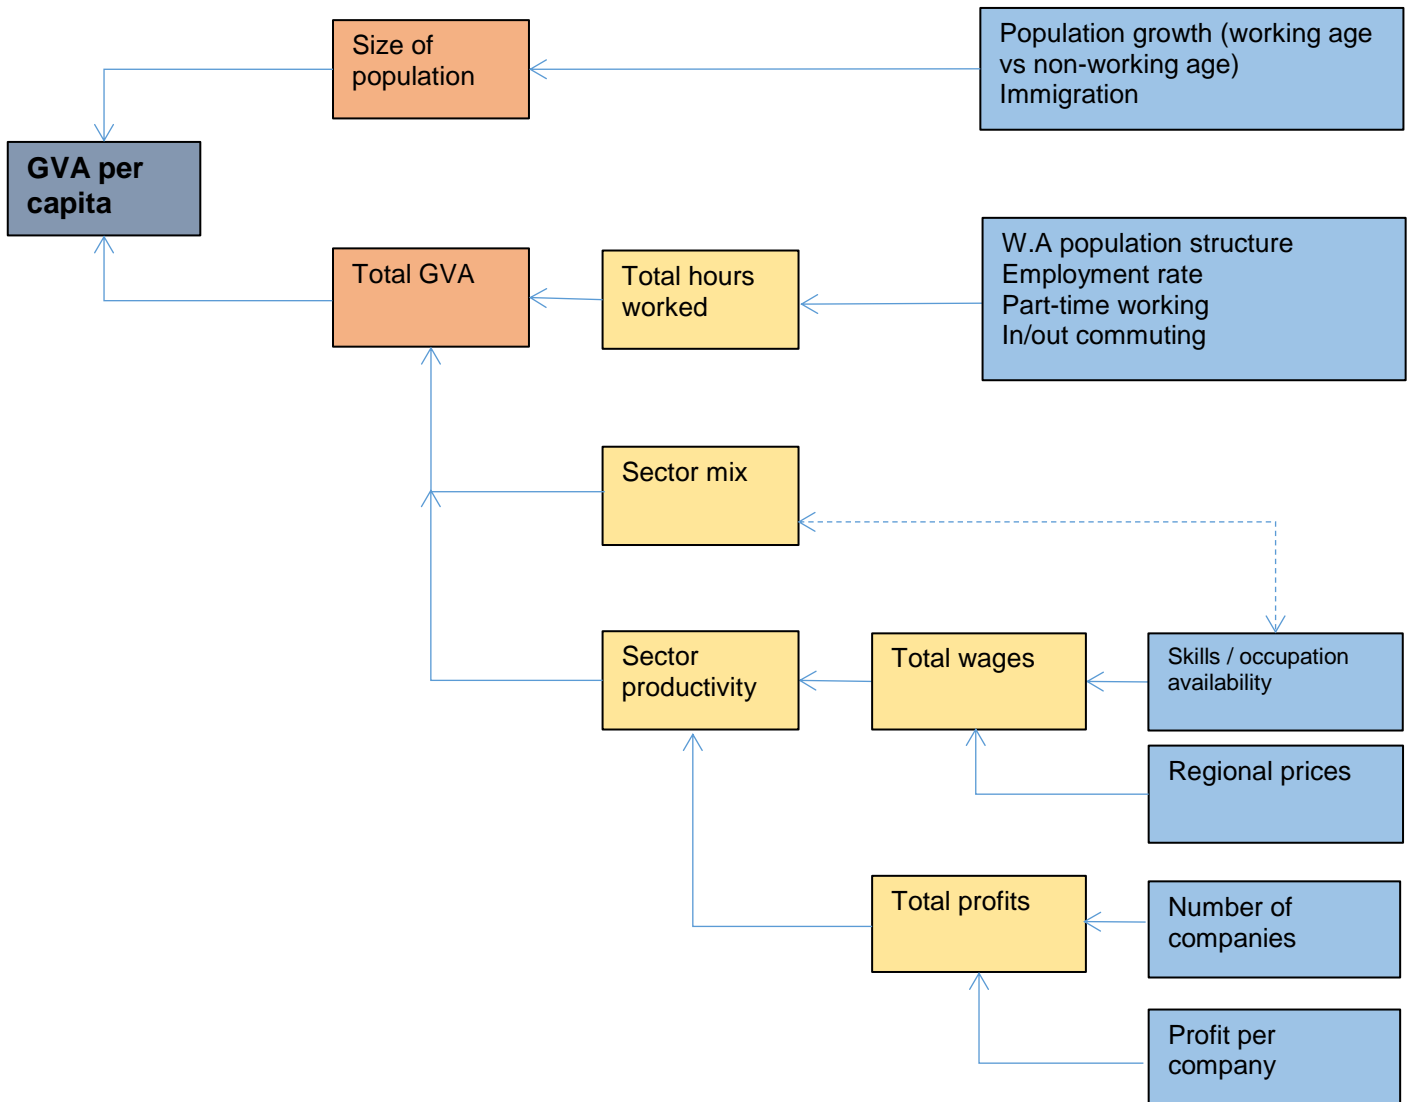 Size of
population
Population growth (working age
vs non-working age)
Immigration
GVA per
capita
Total GVA
Total hours
worked
W.A population structure
Employment rate
Part-time working
In/out commuting
Sector mix
Sector
productivity
Total wages
Skills / occupation
availability
Regional prices
Total profits
Number of
companies
Profit per
company